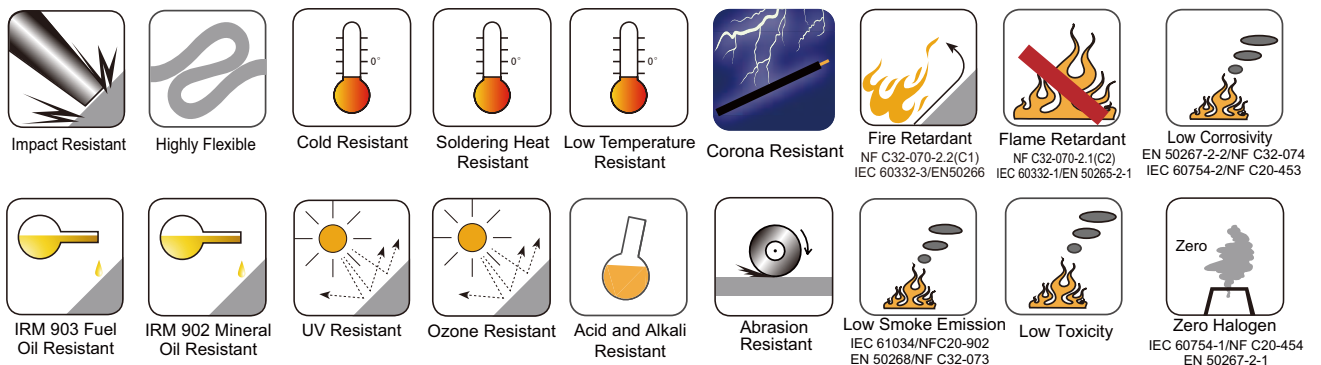 0°
0°
0°
Impact Resistant
Highly Flexible
Cold Resistant
Soldering Heat
Resistant
Low Temperature
Resistant
Corona Resistant
Fire Retardant
NF C32-070-2.2(C1)
IEC 60332-3/EN50266
Flame Retardant
NF C32-070-2.1(C2)
IEC 60332-1/EN 50265-2-1
Low Corrosivity
EN 50267-2-2/NF C32-074
IEC 60754-2/NF C20-453
IRM 903 Fuel
Oil Resistant
IRM 902 Mineral
Oil Resistant
UV Resistant
Ozone Resistant
Acid and Alkali
Resistant
Abrasion
Resistant
Low Smoke Emission
IEC 61034/NFC20-902
EN 50268/NF C32-073
Low Toxicity
Zero
Zero Halogen
IEC 60754-1/NF C20-454
EN 50267-2-1